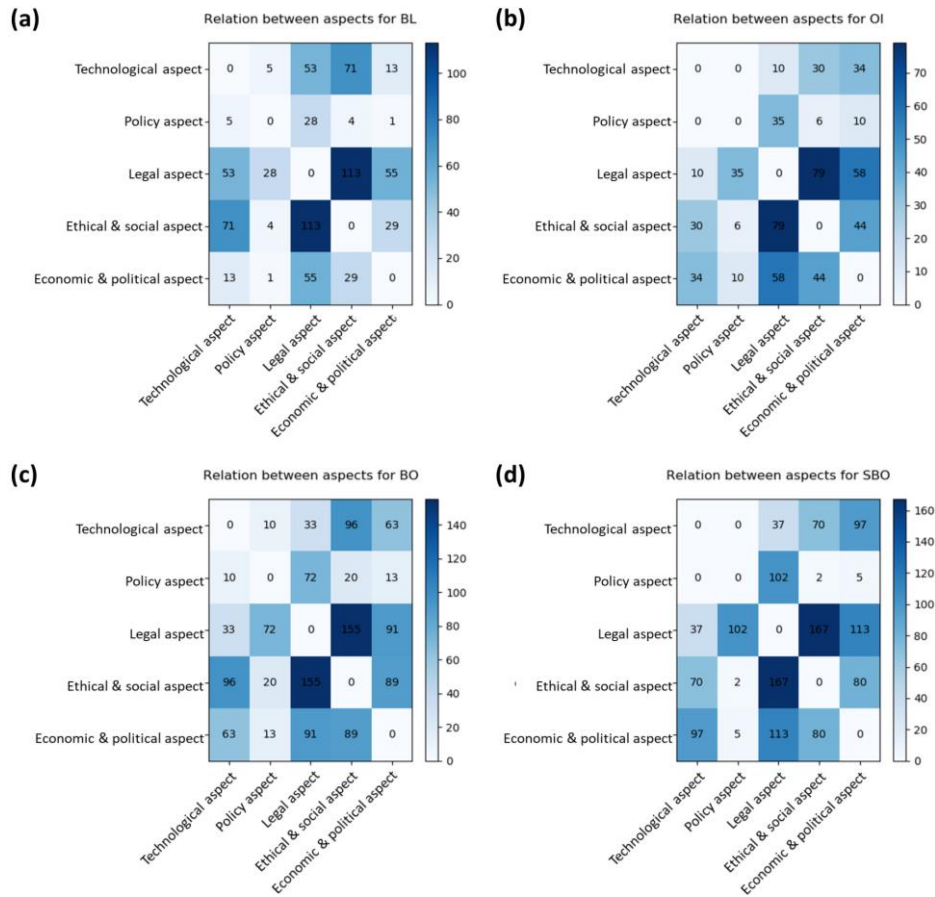 (a)
Relation between aspects for BL
Technological aspect 0 5 53 71 13
Policy aspect 5 0 28 4 1
Legal aspect 53 28 0 113 55
Ethical & social aspect 71 4 113 0 29
Economic & political aspect 13 1 55 29 0
Technological aspect
Policy aspect
Legal aspect
Ethical & social aspect
Economic & political aspect
100
80
60
40
20
0
(b)
Relation between aspects for OI
Technological aspect 0 0 10 30 34
Policy aspect 0 0 35 6 10
Legal aspect 10 35 0 79 58
Ethical & social aspect 30 6 79 0 44
Economic & political aspect 34 10 58 44 0
Technological aspect
Policy aspect
Legal aspect
Ethical & social aspect
Economic & political aspect
70
60
50
40
30
20
10
0
(c)
Relation between aspects for BO
Technological aspect 0 10 33 96 63
Policy aspect 10 0 72 20 13
Legal aspect 33 72 0 155 91
Ethical & social aspect 96 20 155 0 89
Economic & political aspect 63 13 91 89 0
Technological aspect
Policy aspect
Legal aspect
Ethical & social aspect
Economic & political aspect
140
120
100
80
60
40
20
0
(d)
Relation between aspects for SBO
Technological aspect 0 0 37 70 97
Policy aspect 0 0 102 2 5
Legal aspect 37 102 0 167 113
Ethical & social aspect 70 2 167 0 80
Economic & political aspect 97 5 113 80 0
Technological aspect
Policy aspect
Legal aspect
Ethical & social aspect
Economic & political aspect
160
140
120
100
80
60
40
20
0